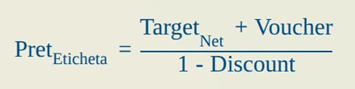 Pret_Eticheta = (Target_Net + Voucher) / (1 - Discount)